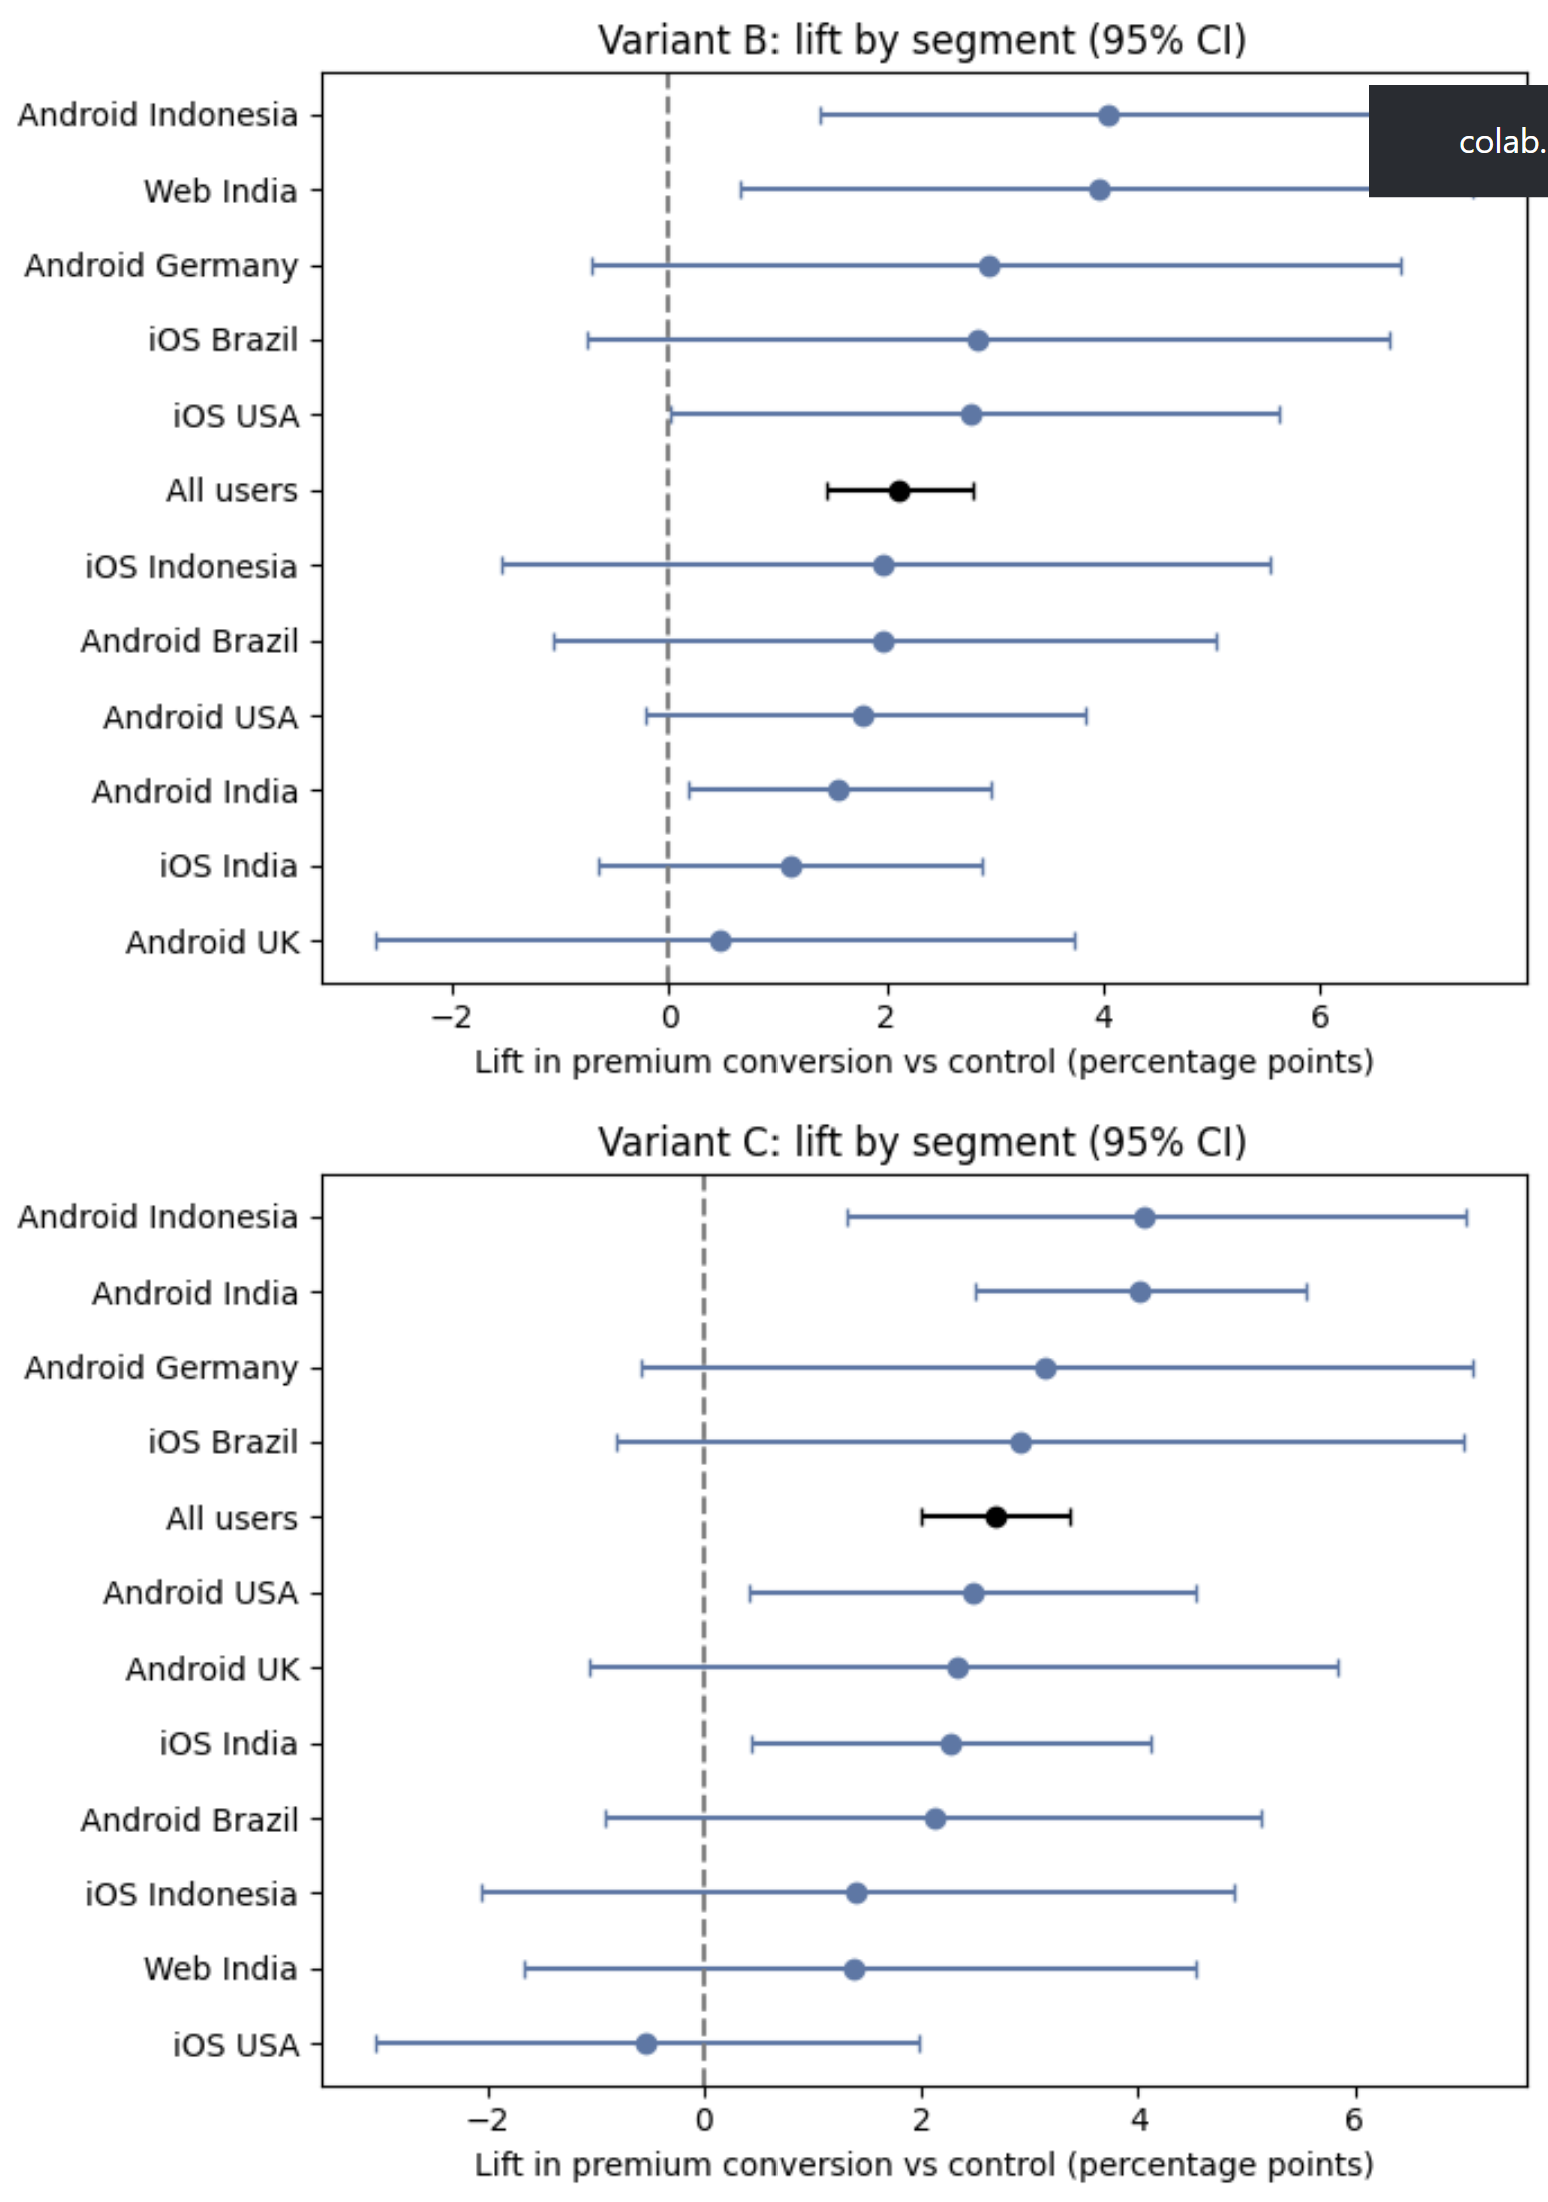 Variant B: lift by segment (95% CI)
Android Indonesia
colab.
Web India
Android Germany
iOS Brazil
iOS USA
All users
iOS Indonesia
Android Brazil
Android USA
Android India
iOS India
Android UK
−2 0 2 4 6
Lift in premium conversion vs control (percentage points)
Variant C: lift by segment (95% CI)
Android Indonesia
Android India
Android Germany
iOS Brazil
All users
Android USA
Android UK
iOS India
Android Brazil
iOS Indonesia
Web India
iOS USA
−2 0 2 4 6
Lift in premium conversion vs control (percentage points)